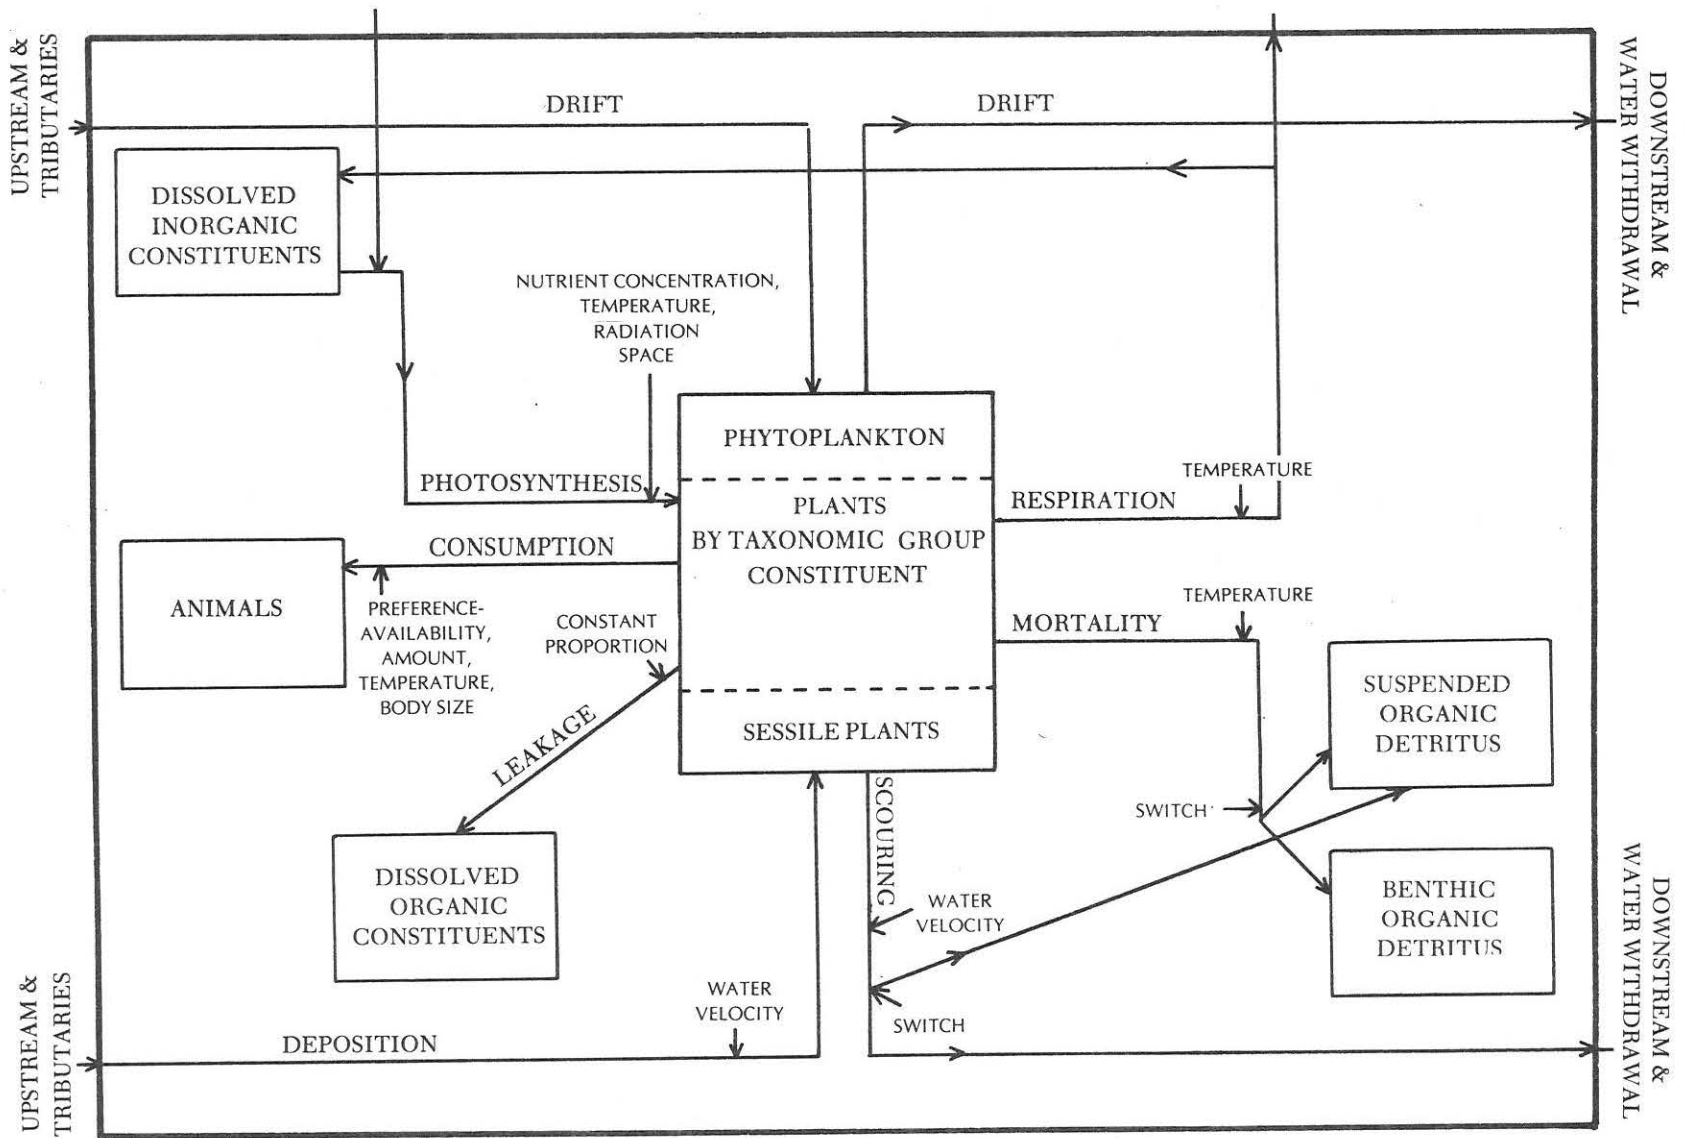 UPSTREAM &
TRIBUTARIES
DRIFT
DRIFT
DOWNSTREAM &
WATER WITHDRAWAL
DISSOLVED
INORGANIC
CONSTITUENTS
NUTRIENT CONCENTRATION,
TEMPERATURE,
RADIATION
SPACE
PHYTOPLANKTON
PHOTOSYNTHESIS
PLANTS
BY TAXONOMIC GROUP
CONSTITUENT
TEMPERATURE
RESPIRATION
CONSUMPTION
ANIMALS
PREFERENCE-
AVAILABILITY,
AMOUNT,
TEMPERATURE,
BODY SIZE
CONSTANT
PROPORTION
TEMPERATURE
MORTALITY
LEAKAGE
SESSILE PLANTS
SUSPENDED
ORGANIC
DETRITUS
SWITCH
SCOURING
DISSOLVED
ORGANIC
CONSTITUENTS
WATER
VELOCITY
BENTHIC
ORGANIC
DETRITUS
WATER
VELOCITY
SWITCH
DEPOSITION
UPSTREAM &
TRIBUTARIES
DOWNSTREAM &
WATER WITHDRAWAL